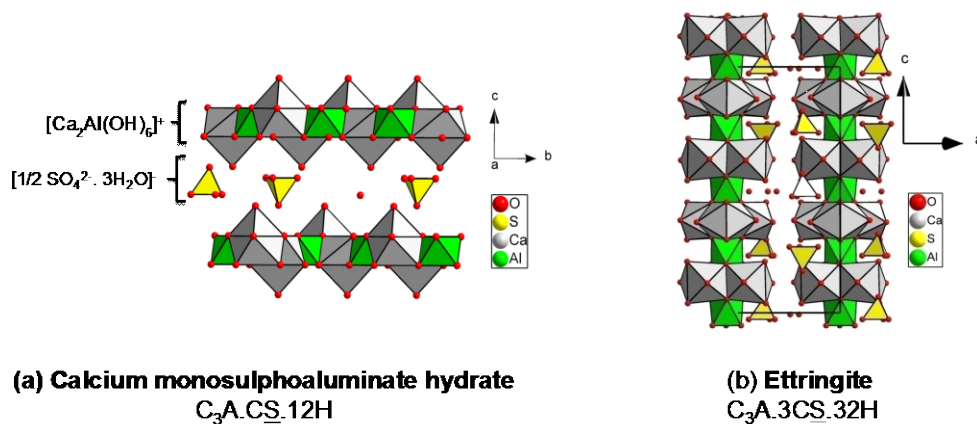 [Ca₂Al(OH)₆]⁺
[1/2 SO₄²⁻. 3H₂O]⁻
c
a
b
O
S
Ca
Al
(a) Calcium monosulphoaluminate hydrate
C₃A.CS.12H
c
a
O
Ca
S
Al
(b) Ettringite
C₃A.3CS.32H